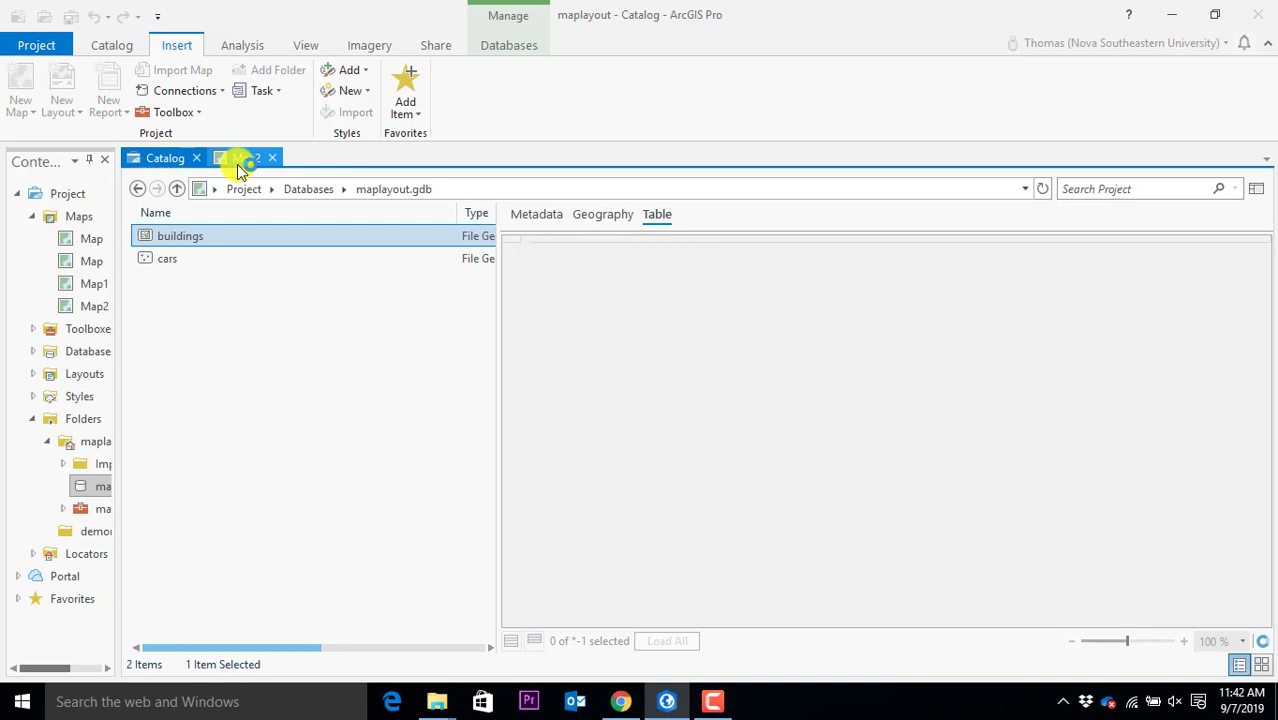 Manage
maplayout - Catalog - ArcGIS Pro
?
Project
Catalog
Insert
Analysis
View
Imagery
Share
Databases
Thomas (Nova Southeastern University)
New
Map
New
Layout
New
Report
Import Map
Connections
Toolbox
Add Folder
Task
Project
Add
New
Import
Styles
Add
Item
Favorites
Conte...
Catalog
Project
Databases
maplayout.gdb
Search Project
Project
Maps
Map
Map
Map1
Map2
Toolboxe
Database
Layouts
Styles
Folders
mapla
Imp
ma
ma
demo
Locators
Portal
Favorites
Name
Type
buildings
File Ge
cars
File Ge
Metadata
Geography
Table
0 of *-1 selected
Load All
100 %
2 Items
1 Item Selected
Search the web and Windows
Pr
11:42 AM
9/7/2019